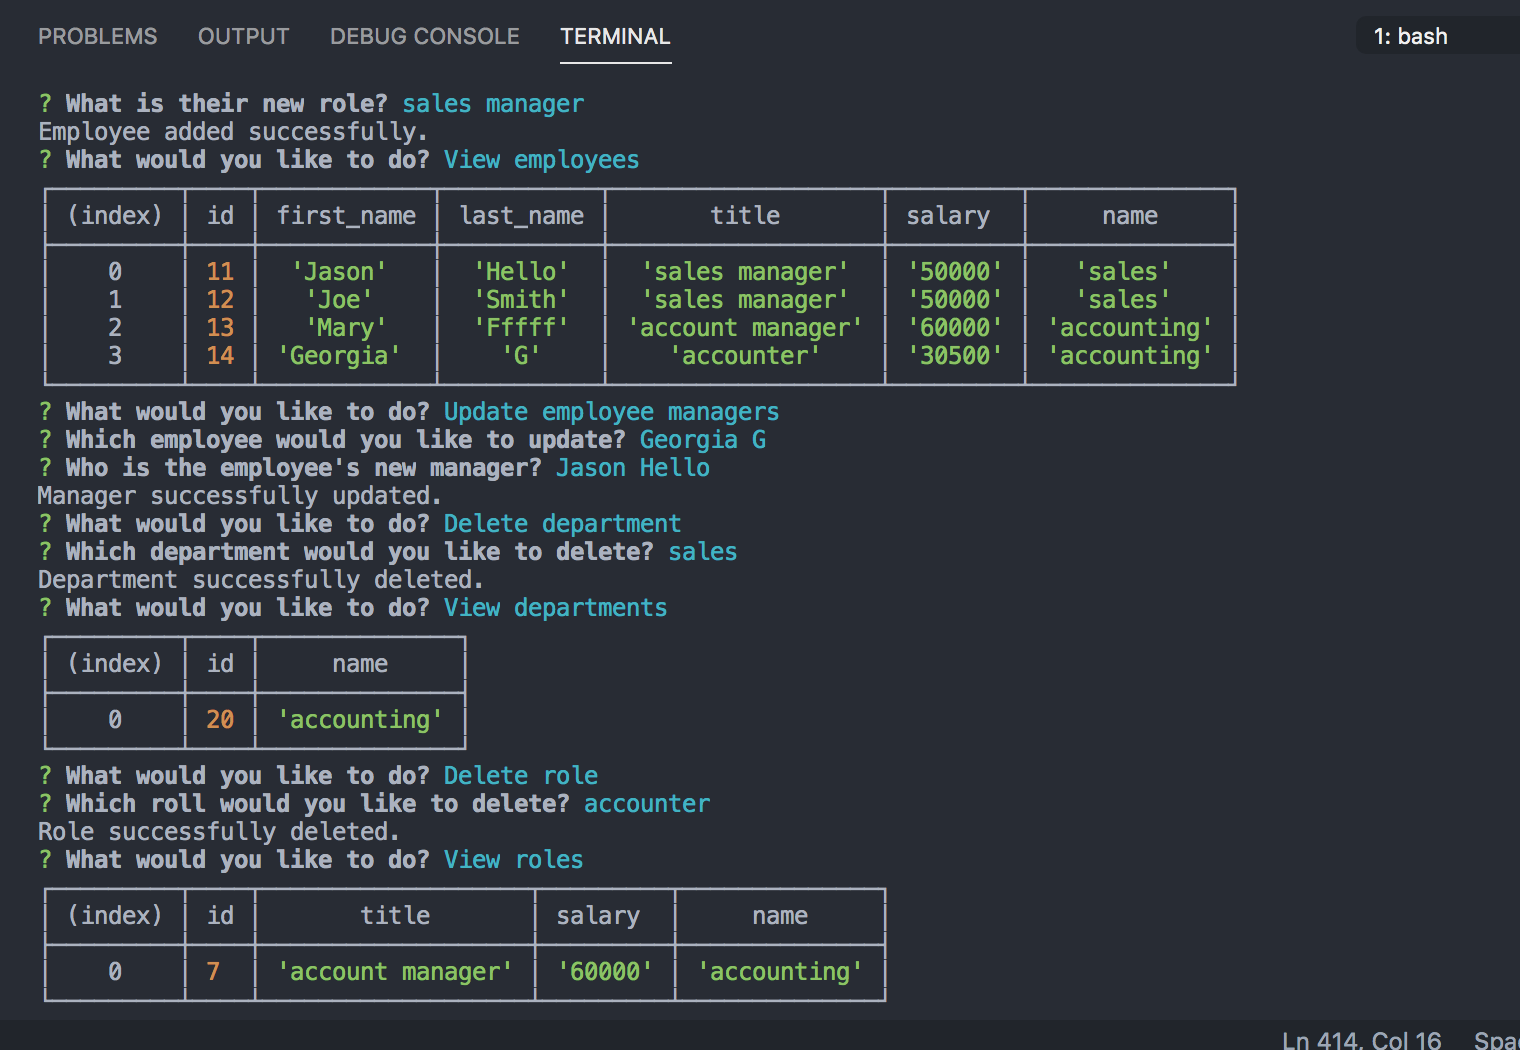 PROBLEMS OUTPUT DEBUG CONSOLE TERMINAL 1: bash
? What is their new role? sales manager
Employee added successfully.
? What would you like to do? View employees
(index) id first_name last_name title salary name
0 11 'Jason' 'Hello' 'sales manager' '50000' 'sales'
1 12 'Joe' 'Smith' 'sales manager' '50000' 'sales'
2 13 'Mary' 'Fffff' 'account manager' '60000' 'accounting'
3 14 'Georgia' 'G' 'accounter' '30500' 'accounting'
? What would you like to do? Update employee managers
? Which employee would you like to update? Georgia G
? Who is the employee's new manager? Jason Hello
Manager successfully updated.
? What would you like to do? Delete department
? Which department would you like to delete? sales
Department successfully deleted.
? What would you like to do? View departments
(index) id name
0 20 'accounting'
? What would you like to do? Delete role
? Which roll would you like to delete? accounter
Role successfully deleted.
? What would you like to do? View roles
(index) id title salary name
0 7 'account manager' '60000' 'accounting'
Ln 414, Col 16